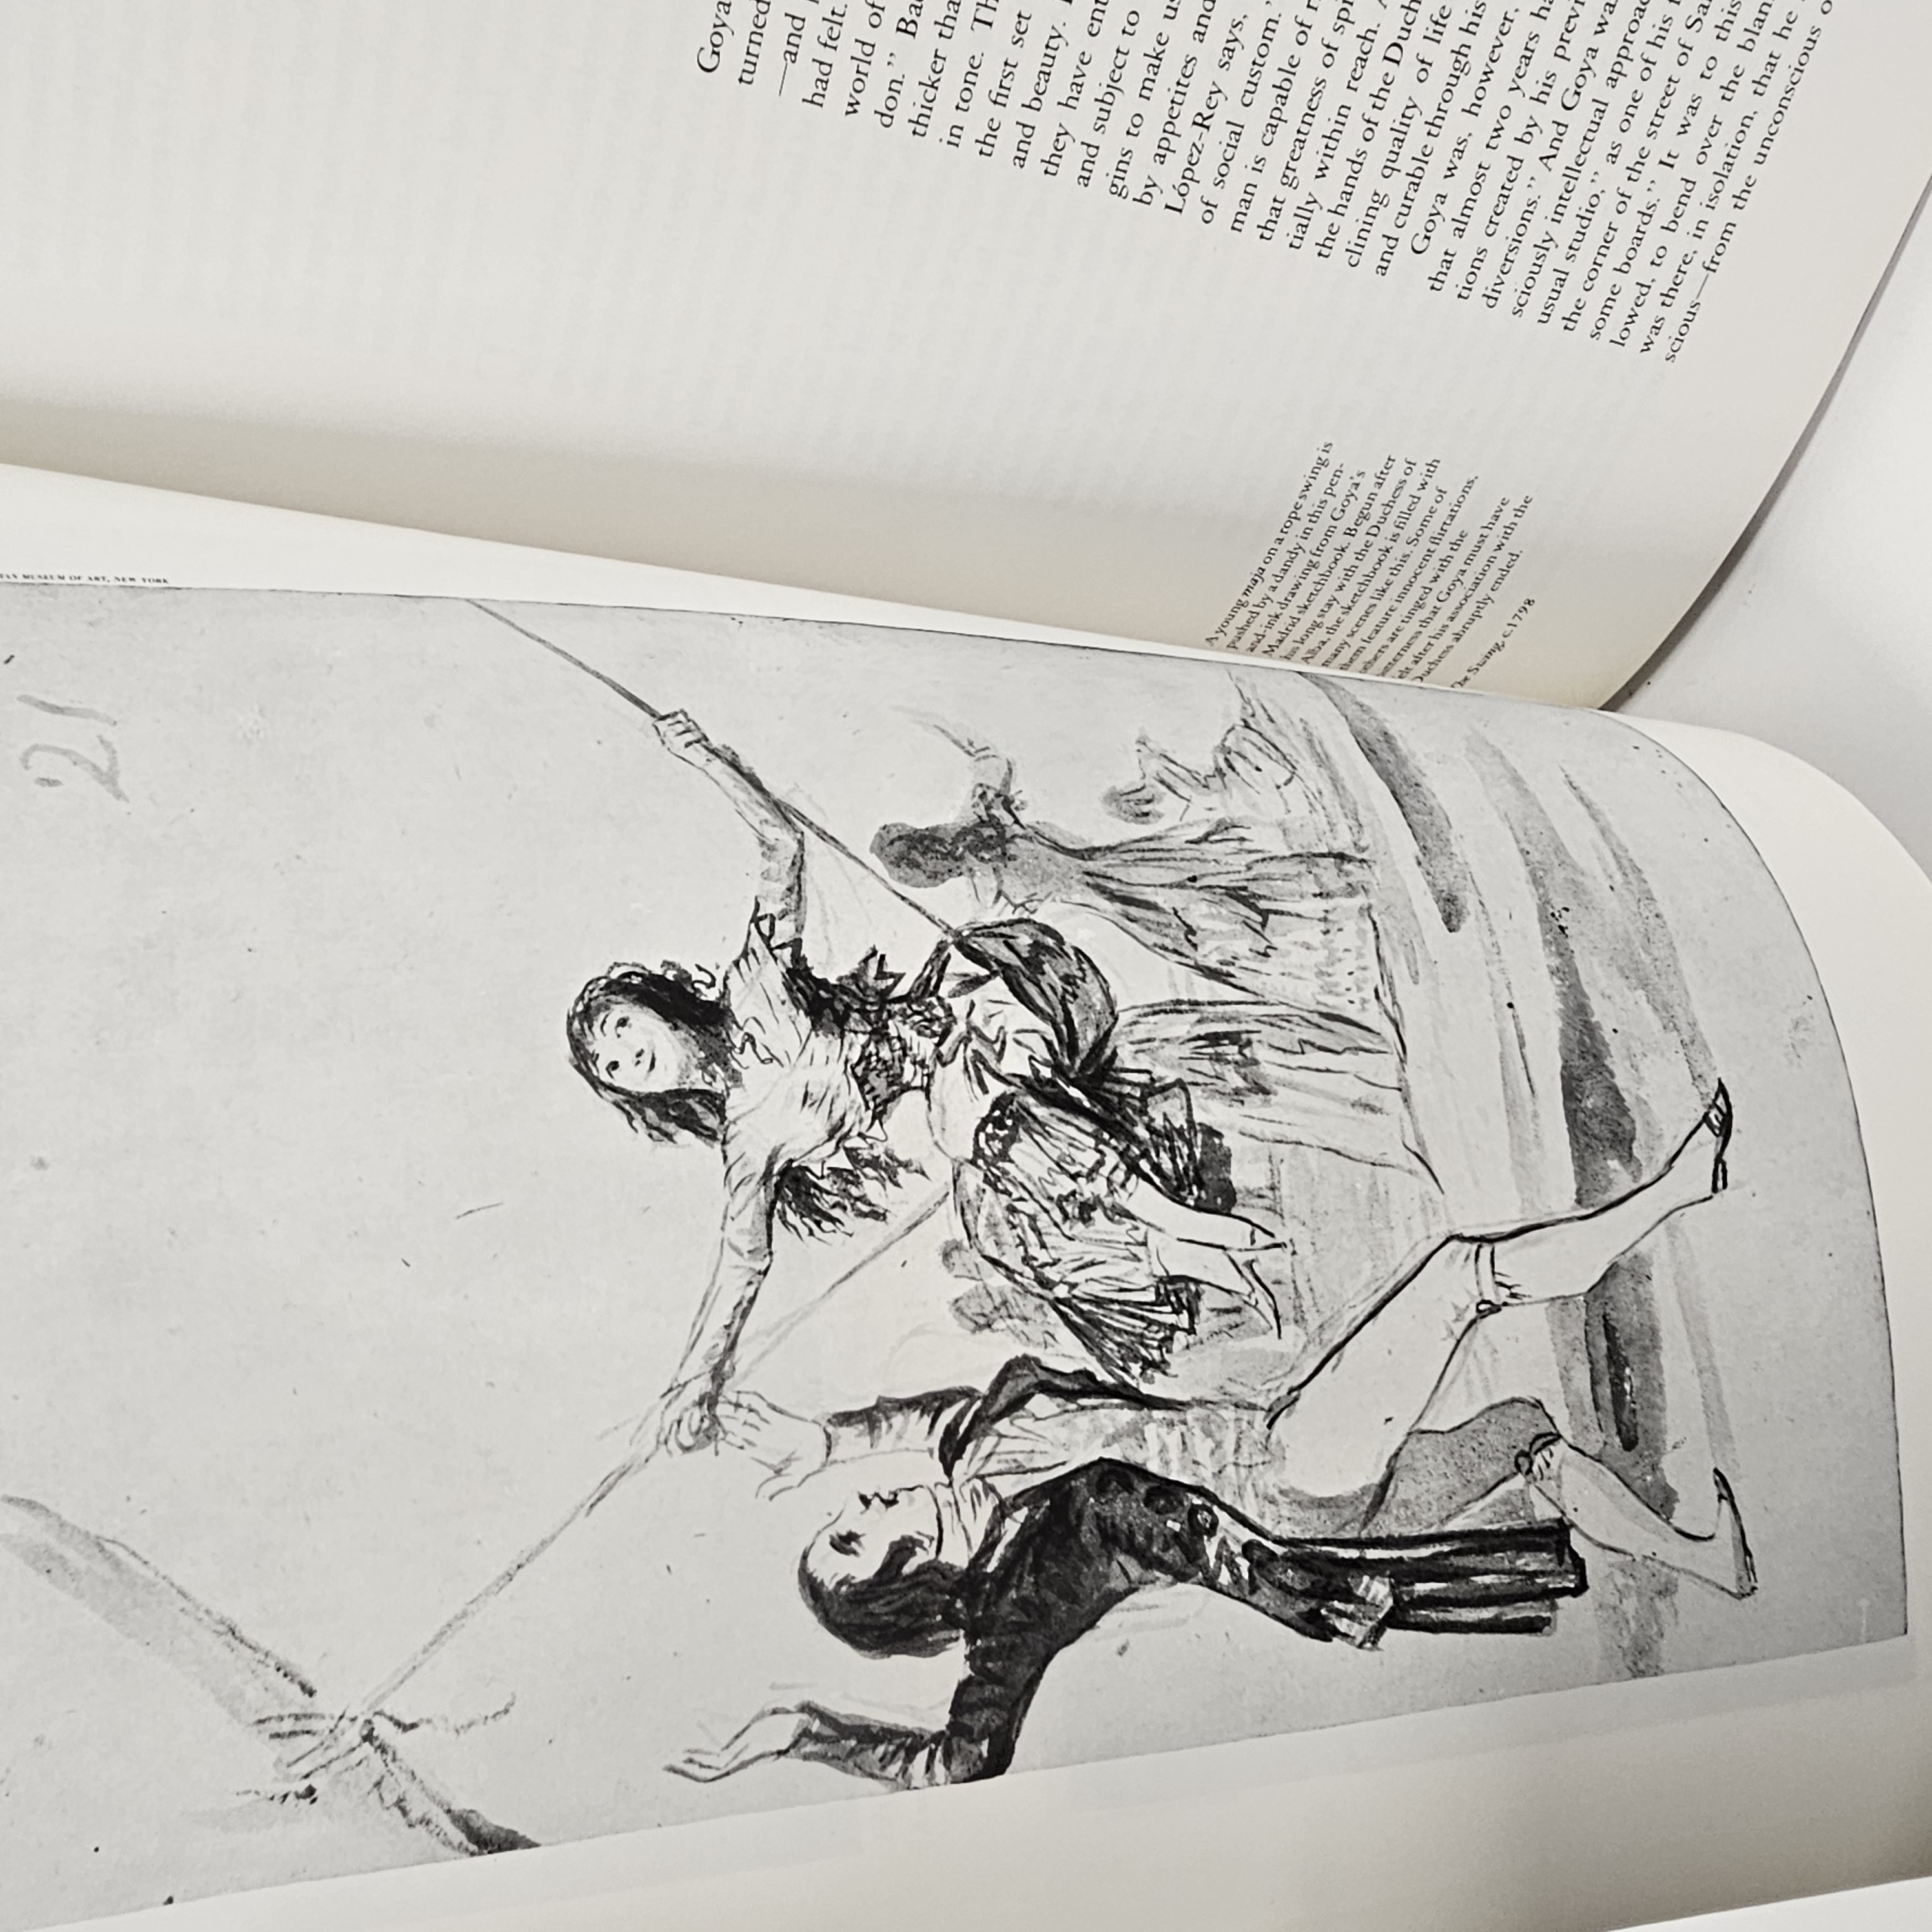 21
MUSEUM OF ART, NEW YORK
A young maja on a rope swing is
pushed by a dandy in this pen-
and-ink drawing from Goya's
Madrid sketchbook. Begun after
his long stay with the Duchess of
Alba, the sketchbook is filled with
many scenes like this. Some of
them feature innocent flirtations,
others are tinged with the
bitterness that Goya must have
felt after his association with the
Duchess abruptly ended.
The Swing, c.1798
Goya
turned
—and
had felt.
world of
don.” Ba
thicker tha
in tone. Th
the first set
and beauty.
they have ent
and subject to
gins to make us
by appetites and
López-Rey says,
of social custom.”
man is capable of r
that greatness of spi
tially within reach. A
the hands of the Duch
clining quality of life
and curable through his
Goya was, however,
that almost two years ha
tions created by his previ
diversions.” And Goya wa
sciously intellectual approac
usual studio,” as one of his
the corner of the street of Sa
some boards.” It was to this
lowed, to bend over the blan
was there, in isolation, that he
scious—from the unconscious o